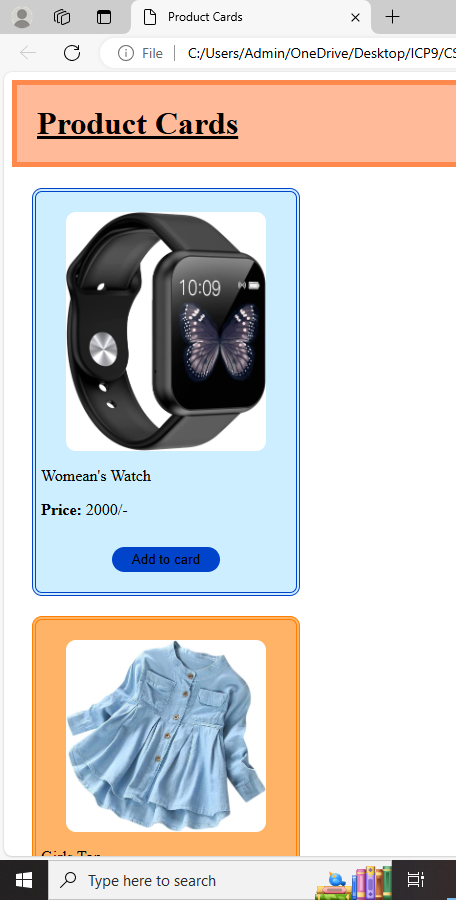 Product Cards
File
C:/Users/Admin/OneDrive/Desktop/ICP9/CS
Product Cards
10:09
Womean's Watch
Price: 2000/-
Add to card
Girls Top
Type here to search